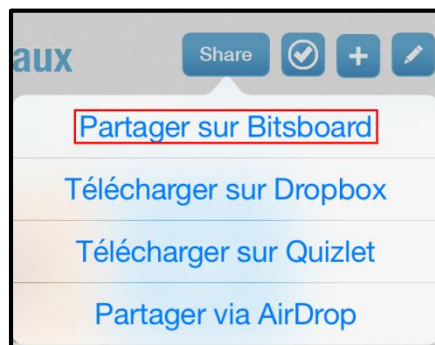 aux Share +
Partager sur Bitsboard
Télécharger sur Dropbox
Télécharger sur Quizlet
Partager via AirDrop